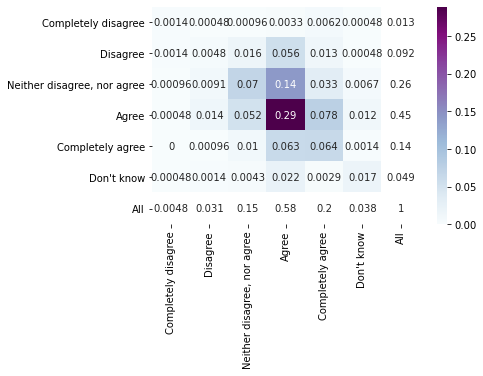 Completely disagree 0.0014 0.00048 0.00096 0.0033 0.0062 0.00048 0.013
Disagree 0.0014 0.0048 0.016 0.056 0.013 0.00048 0.092
Neither disagree, nor agree 0.00096 0.0091 0.07 0.14 0.033 0.0067 0.26
Agree 0.00048 0.014 0.052 0.29 0.078 0.012 0.45
Completely agree 0 0.00096 0.01 0.063 0.064 0.0014 0.14
Don't know 0.00048 0.0014 0.0043 0.022 0.0029 0.017 0.049
All 0.0048 0.031 0.15 0.58 0.2 0.038 1
Completely disagree
Disagree
Neither disagree, nor agree
Agree
Completely agree
Don't know
All
0.25
0.20
0.15
0.10
0.05
0.00